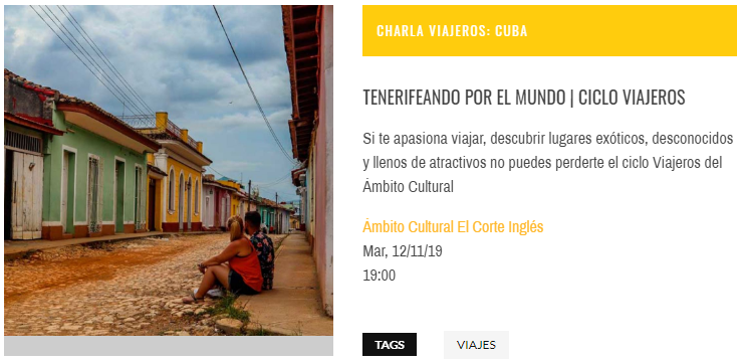 CHARLA VIAJEROS: CUBA
TENERIFEANDO POR EL MUNDO | CICLO VIAJEROS
Si te apasiona viajar, descubrir lugares exóticos, desconocidos
y llenos de atractivos no puedes perderte el ciclo Viajeros del
Ámbito Cultural
Ámbito Cultural El Corte Inglés
Mar, 12/11/19
19:00
TAGS VIAJES